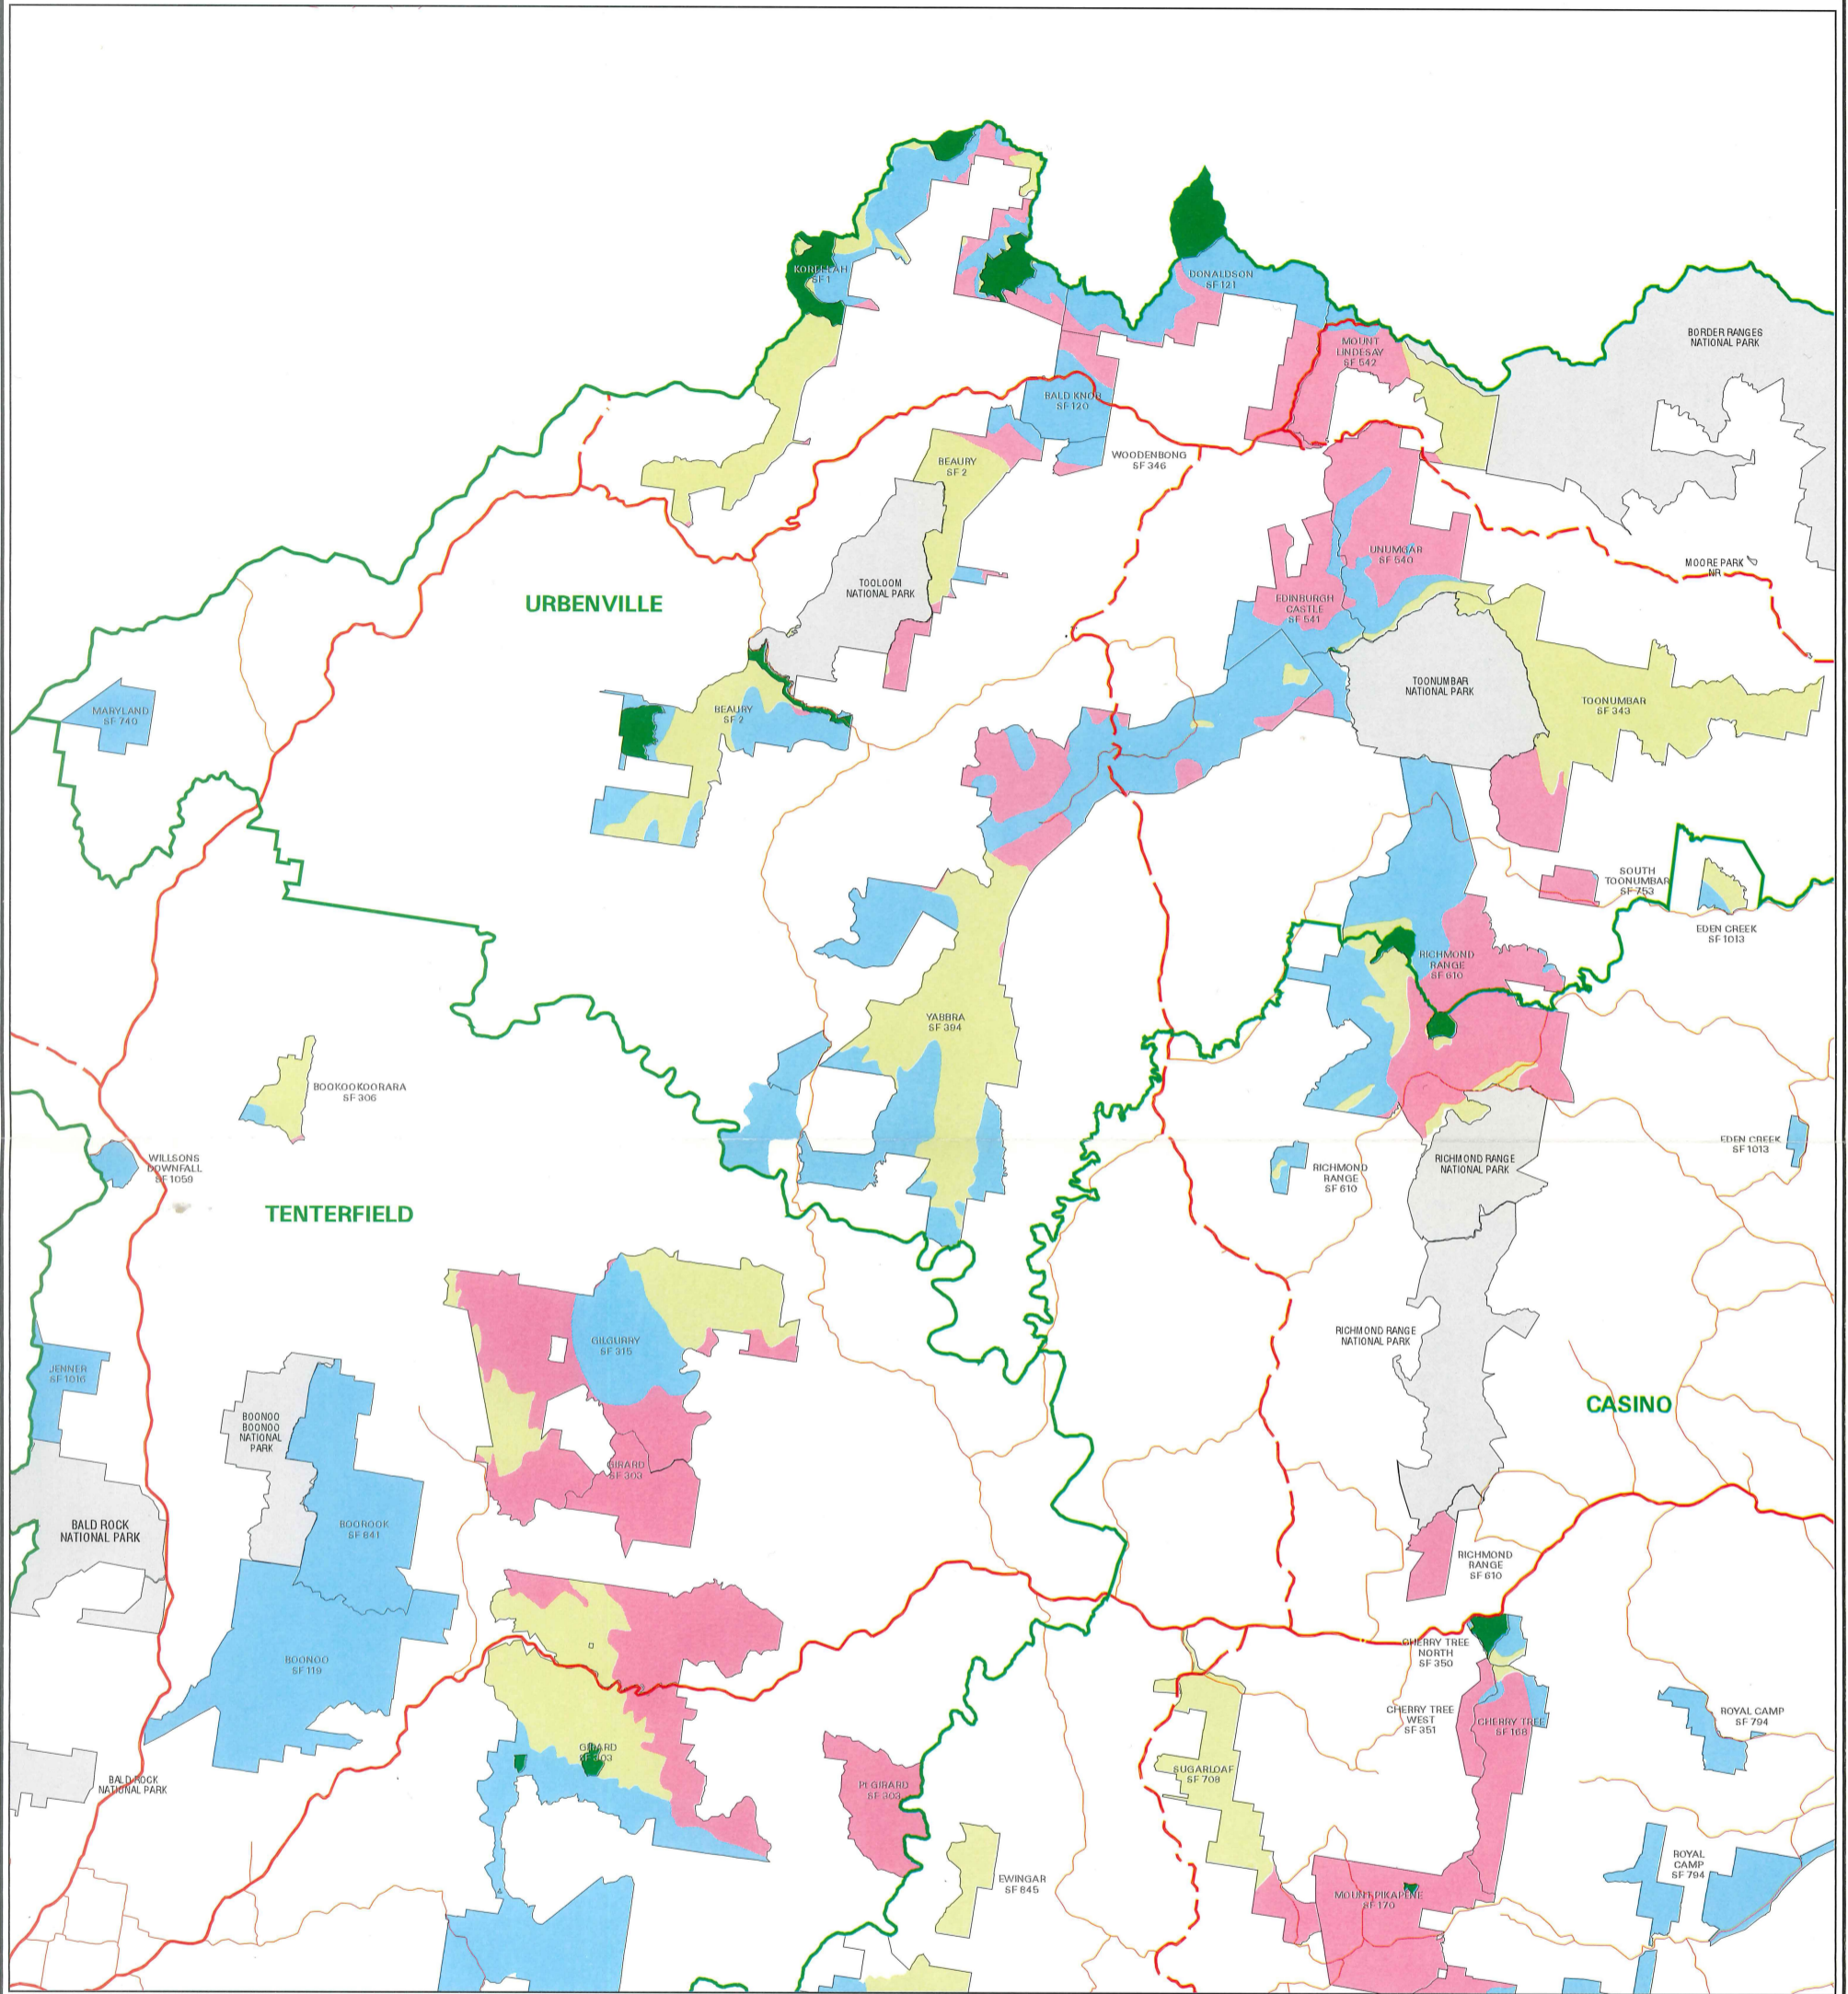 KOREELAH
SF 1
DONALDSON
SF 121
BORDER RANGES
NATIONAL PARK
MOUNT
LINDESAY
SF 542
BALD KNOB
SF 120
WOODENBONG
SF 346
BEAURY
SF 2
UNUMGAR
SF 540
MOORE PARK
NR
TOOLOOM
NATIONAL PARK
URBENVILLE
EDINBURGH
CASTLE
SF 541
TOONUMBAR
NATIONAL PARK
TOONUMBAR
SF 343
MARYLAND
SF 740
BEAURY
SF 2
SOUTH
TOONUMBAR
SF 753
EDEN CREEK
SF 1013
RICHMOND
RANGE
SF 610
YABBRA
SF 394
BOOKOOKOORARA
SF 306
WILLSONS
DOWNFALL
SF 1059
RICHMOND RANGE
NATIONAL PARK
EDEN CREEK
SF 1013
RICHMOND
RANGE
SF 610
TENTERFIELD
GILGURRY
SF 315
RICHMOND RANGE
NATIONAL PARK
JENNER
SF 1016
CASINO
BOONOO
BOONOO
NATIONAL
PARK
GIRARD
SF 303
BALD ROCK
NATIONAL PARK
BOOROOK
SF 841
RICHMOND
RANGE
SF 610
BOONOO
SF 119
CHERRY TREE
NORTH
SF 350
CHERRY TREE
WEST
SF 351
CHERRY TREE
SF 168
ROYAL CAMP
SF 794
GIRARD
SF 303
SUGARLOAF
SF 708
BALD ROCK
NATIONAL PARK
Pt GIRARD
SF 303
ROYAL
CAMP
SF 794
EWINGAR
SF 845
MOUNT PIKAPENE
SF 170